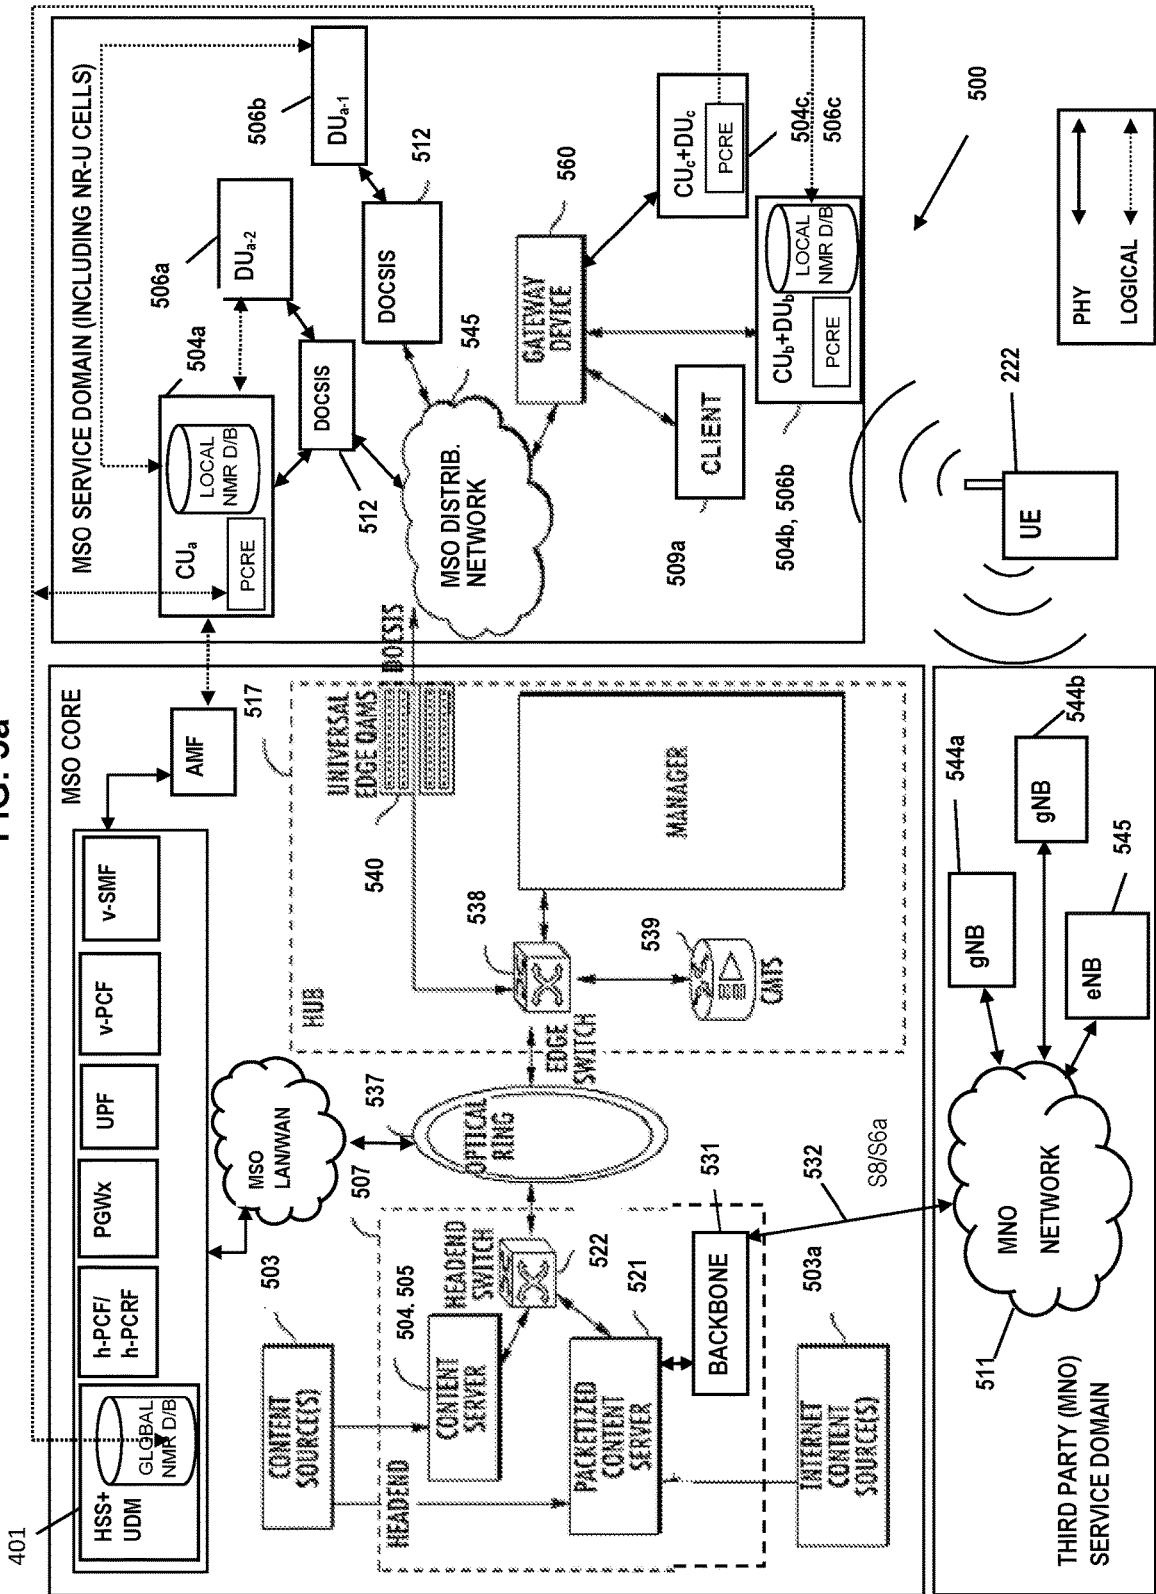 FIG. 5a
401
HSS+
UDM
GLOBAL
NMR D/B
h-PCF/
h-PCRF
PGWx
UPF
v-PCF
v-SMF
MSO CORE
AMF
MSO
LAN/WAN
503
CONTENT
SOURCE(S)
507
537
517
HEADEND
504. 505
CONTENT
SERVER
HEADEND
SWITCH
522
OPTICAL
RING
PACKETIZED
CONTENT
SERVER
521
BACKBONE
531
532
S8/S6a
503a
INTERNET
CONTENT
SOURCE(S)
HUB
EDGE
SWITCH
538
539
CMTS
540
UNIVERSAL
EDGE QAMS
540
DOCSIS
MANAGER
MSO SERVICE DOMAIN (INCLUDING NR-U CELLS)
CUa
PCRE
LOCAL
NMR D/B
504a
506a
DUa-2
506b
DUa-1
DOCSIS
512
DOCSIS
512
MSO DISTRIB.
NETWORK
545
GATEWAY
DEVICE
560
CLIENT
509a
CUc+DUc
PCRE
504c,
506c
CUb+DUb
PCRE
LOCAL
NMR D/B
504b, 506b
500
THIRD PARTY (MNO)
SERVICE DOMAIN
511
MNO
NETWORK
gNB
544a
gNB
544b
eNB
545
UE
222
PHY
LOGICAL